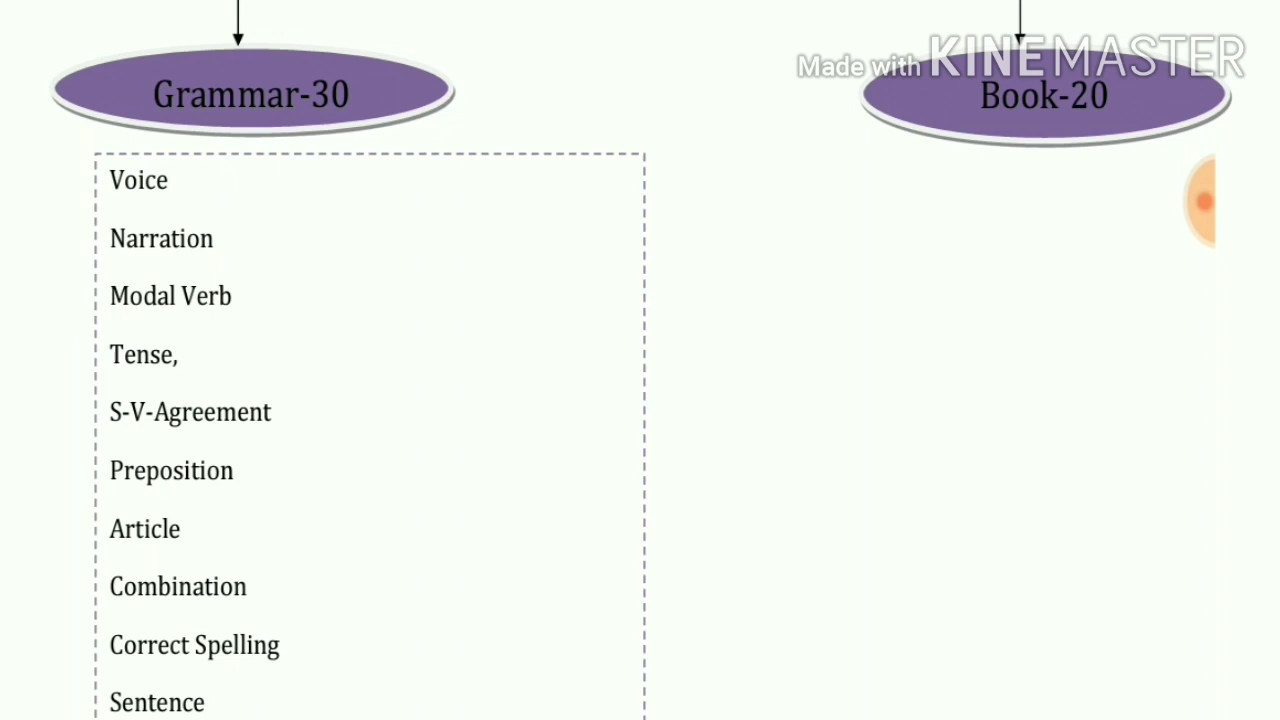 Made with KINEMASTER
Grammar-30
Book-20
Voice
Narration
Modal Verb
Tense,
S-V-Agreement
Preposition
Article
Combination
Correct Spelling
Sentence